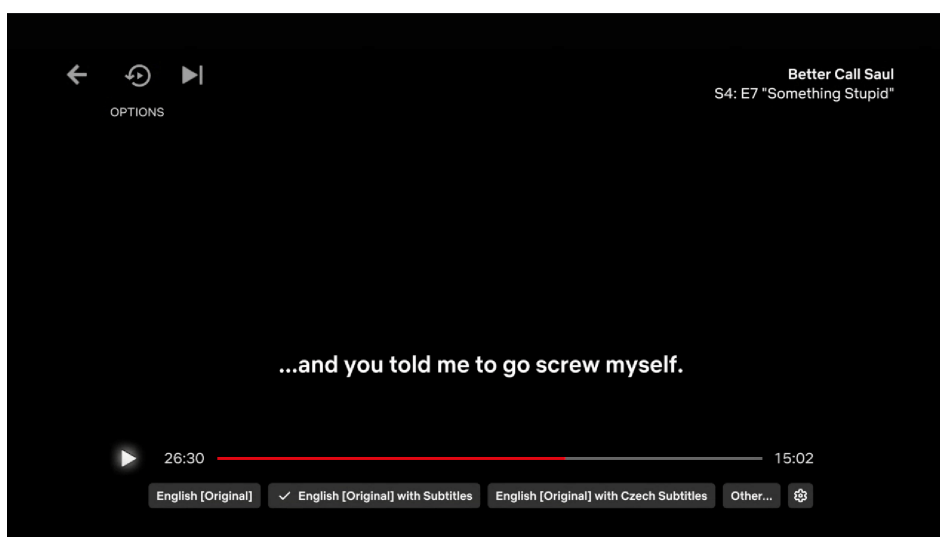 Better Call Saul
S4: E7 "Something Stupid"
OPTIONS
...and you told me to go screw myself.
26:30 15:02
English [Original] English [Original] with Subtitles English [Original] with Czech Subtitles Other...